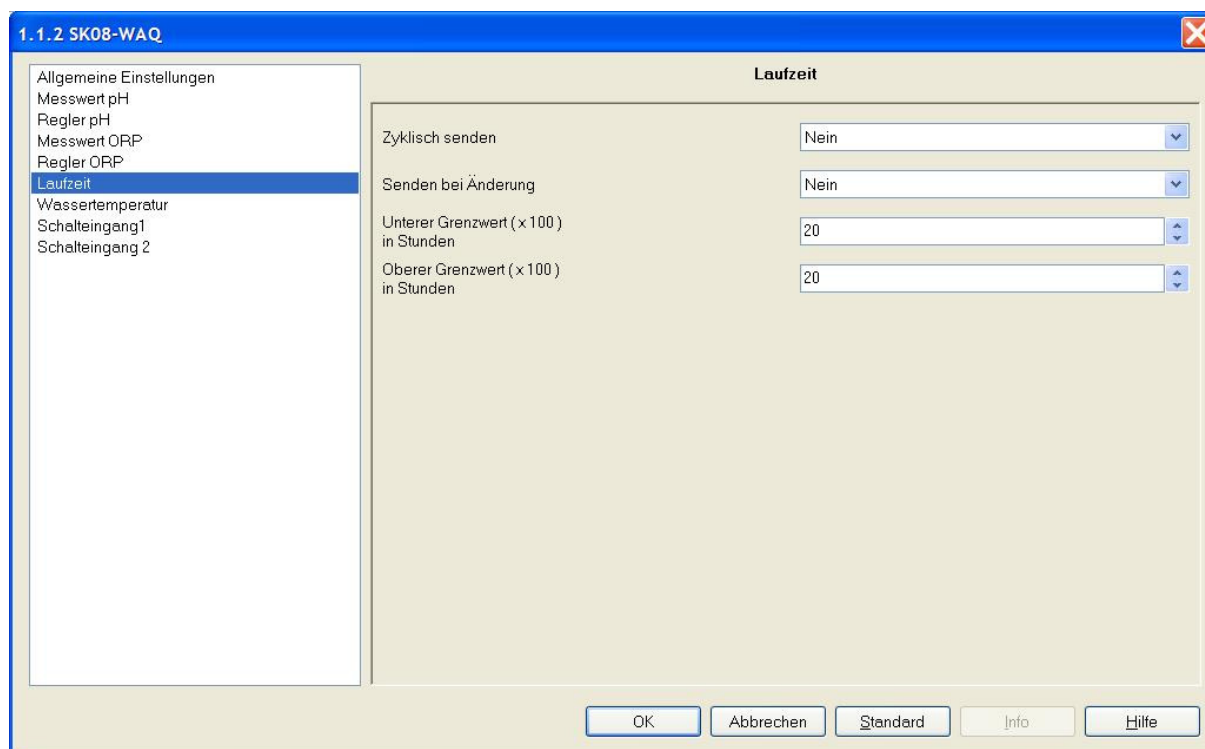 1.1.2 SK08-WAQ
Allgemeine Einstellungen
Messwert pH
Regler pH
Messwert ORP
Regler ORP
Laufzeit
Wassertemperatur
Schalteingang1
Schalteingang 2
Laufzeit
Zyklisch senden
Nein
Senden bei Änderung
Nein
Unterer Grenzwert ( x 100 )
in Stunden
20
Oberer Grenzwert ( x 100 )
in Stunden
20
OK
Abbrechen
Standard
Info
Hilfe